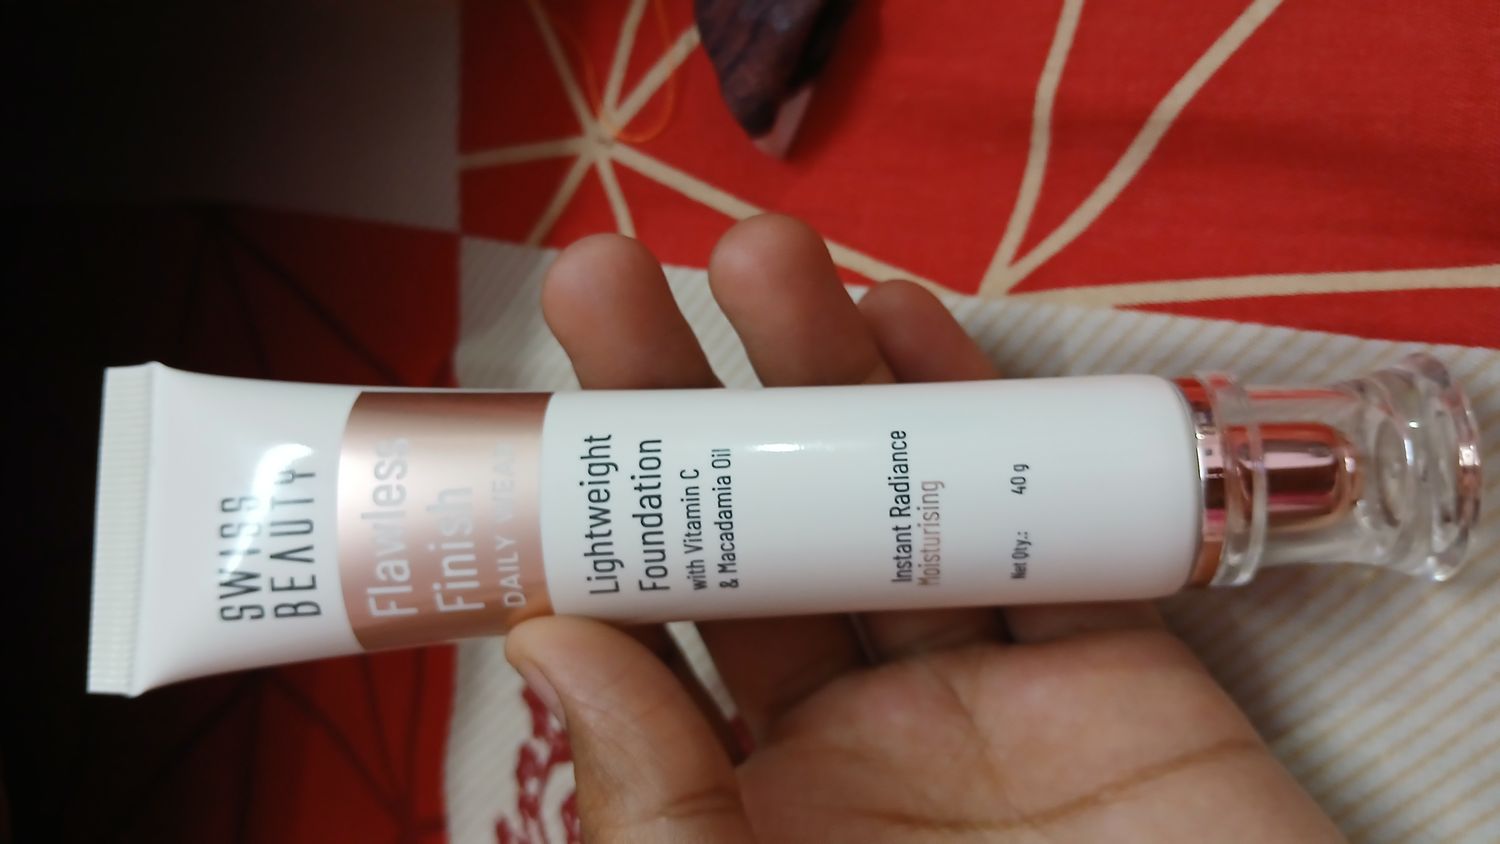 SWISS
BEAUTY
Flawless
Finish
DAILY WEAR
Lightweight
Foundation
with Vitamin C
& Macadamia Oil
Instant Radiance
Moisturising
Net Qty.: 40 g